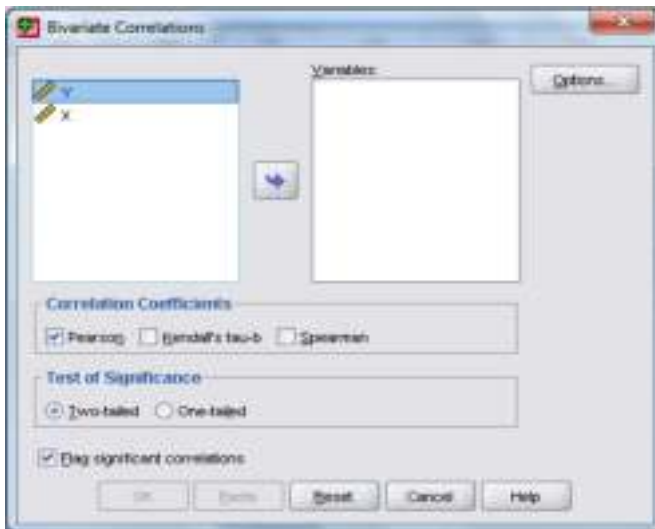 Bivariate Correlations
Variables:
Options...
Y
X
Correlation Coefficients
Pearson Kendall's tau-b Spearman
Test of Significance
Two-tailed One-tailed
Flag significant correlations
OK Paste Reset Cancel Help